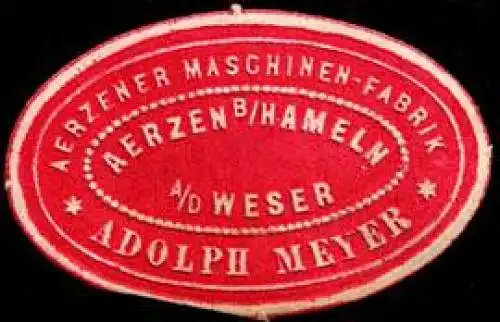 AERZENER MASCHINEN-FABRIK
AERZEN B/HAMELN
A/D WESER
* ADOLPH MEYER *